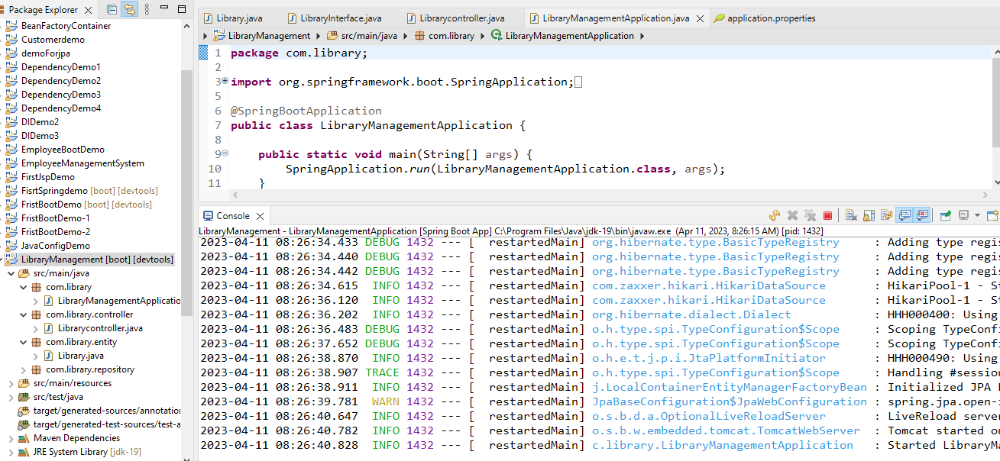 Package Explorer
BeanFactoryContainer
Customerdemo
demoForjpa
DependencyDemo1
DependencyDemo2
DependencyDemo3
DependencyDemo4
DIDemo2
DIDemo3
EmployeeBootDemo
EmployeeManagementSystem
FirstJspDemo
FisrtSpringdemo [boot] [devtools]
FristBootDemo [boot] [devtools]
FristBootDemo-1
FristBootDemo-2
JavaConfigDemo
LibraryManagement [boot] [devtools]
src/main/java
com.library
LibraryManagementApplicatio
com.library.controller
Librarycontroller.java
com.library.entity
Library.java
com.library.repository
src/main/resources
src/test/java
target/generated-sources/annotation
target/generated-test-sources/test-a
Maven Dependencies
JRE System Library [jdk-19]
Library.java LibraryInterface.java Librarycontroller.java LibraryManagementApplication.java application.properties
LibraryManagement src/main/java com.library LibraryManagementApplication
1 package com.library;
2
3 import org.springframework.boot.SpringApplication;
5
6 @SpringBootApplication
7 public class LibraryManagementApplication {
8
9 public static void main(String[] args) {
10 SpringApplication.run(LibraryManagementApplication.class, args);
11 }
Console
LibraryManagement - LibraryManagementApplication [Spring Boot App] C:\Program Files\Java\jdk-19\bin\javaw.exe (Apr 11, 2023, 8:26:15 AM) [pid: 1432]
2023-04-11 08:26:34.433 DEBUG 1432 --- [ restartedMain] org.hibernate.type.BasicTypeRegistry : Adding type regis
2023-04-11 08:26:34.440 DEBUG 1432 --- [ restartedMain] org.hibernate.type.BasicTypeRegistry : Adding type regis
2023-04-11 08:26:34.442 DEBUG 1432 --- [ restartedMain] org.hibernate.type.BasicTypeRegistry : Adding type regis
2023-04-11 08:26:34.615 INFO 1432 --- [ restartedMain] com.zaxxer.hikari.HikariDataSource : HikariPool-1 - St
2023-04-11 08:26:36.120 INFO 1432 --- [ restartedMain] com.zaxxer.hikari.HikariDataSource : HikariPool-1 - St
2023-04-11 08:26:36.202 INFO 1432 --- [ restartedMain] org.hibernate.dialect.Dialect : HHH000400: Using
2023-04-11 08:26:36.483 DEBUG 1432 --- [ restartedMain] o.h.type.spi.TypeConfiguration$Scope : Scoping TypeConfi
2023-04-11 08:26:37.652 DEBUG 1432 --- [ restartedMain] o.h.type.spi.TypeConfiguration$Scope : Scoping TypeConfi
2023-04-11 08:26:38.870 INFO 1432 --- [ restartedMain] o.h.e.t.j.p.i.JtaPlatformInitiator : HHH000490: Using
2023-04-11 08:26:38.907 TRACE 1432 --- [ restartedMain] o.h.type.spi.TypeConfiguration$Scope : Handling #session
2023-04-11 08:26:38.911 INFO 1432 --- [ restartedMain] j.LocalContainerEntityManagerFactoryBean : Initialized JPA
2023-04-11 08:26:39.781 WARN 1432 --- [ restartedMain] JpaBaseConfiguration$JpaWebConfiguration : spring.jpa.open-i
2023-04-11 08:26:40.647 INFO 1432 --- [ restartedMain] o.s.b.d.a.OptionalLiveReloadServer : LiveReload server
2023-04-11 08:26:40.782 INFO 1432 --- [ restartedMain] o.s.b.w.embedded.tomcat.TomcatWebServer : Tomcat started on
2023-04-11 08:26:40.828 INFO 1432 --- [ restartedMain] c.library.LibraryManagementApplication : Started LibraryMa